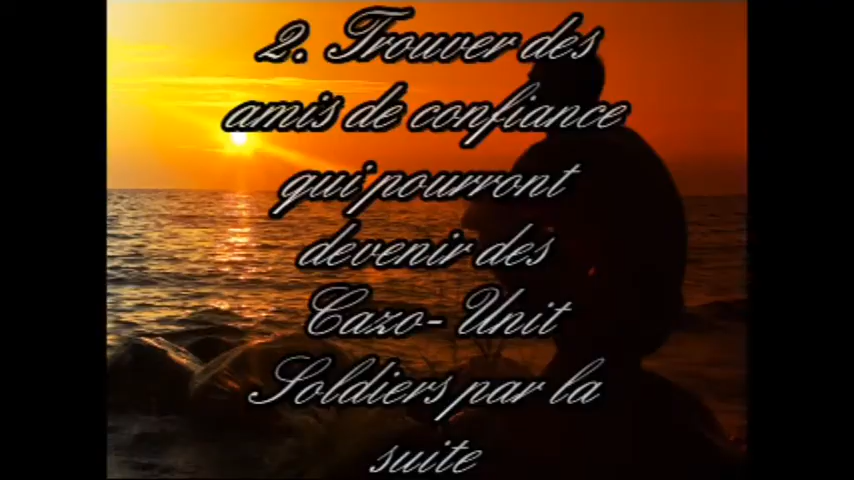 2. Trouver des
amis de confiance
qui pourront
devenir des
Cazo- Unit
Soldiers par la
suite